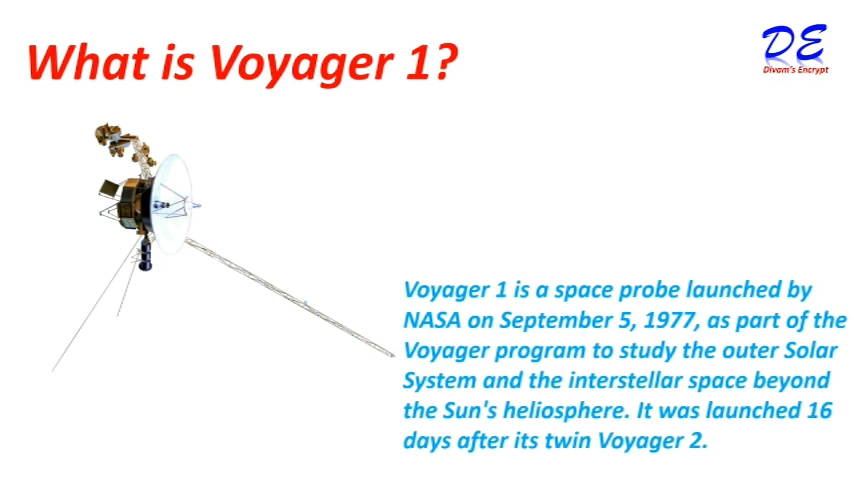 What is Voyager 1?
DE
Divam's Encrypt
Voyager 1 is a space probe launched by
NASA on September 5, 1977, as part of the
Voyager program to study the outer Solar
System and the interstellar space beyond
the Sun's heliosphere. It was launched 16
days after its twin Voyager 2.